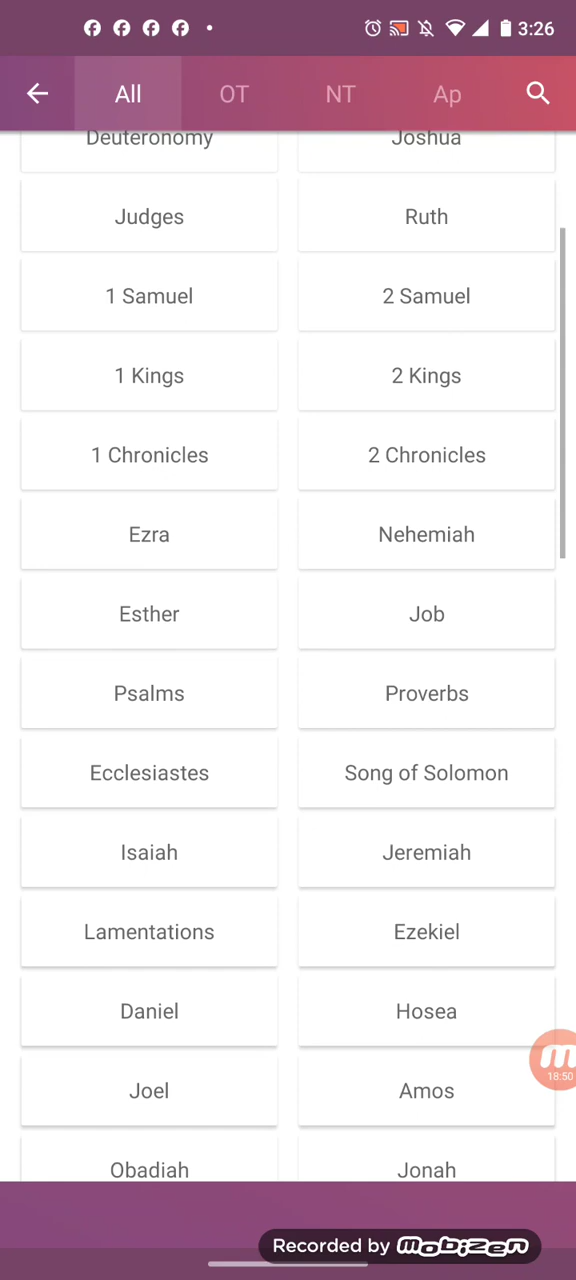 3:26
All OT NT Ap
Deuteronomy Joshua
Judges Ruth
1 Samuel 2 Samuel
1 Kings 2 Kings
1 Chronicles 2 Chronicles
Ezra Nehemiah
Esther Job
Psalms Proverbs
Ecclesiastes Song of Solomon
Isaiah Jeremiah
Lamentations Ezekiel
Daniel Hosea
18:50
Joel Amos
Obadiah Jonah
Recorded by mobizen